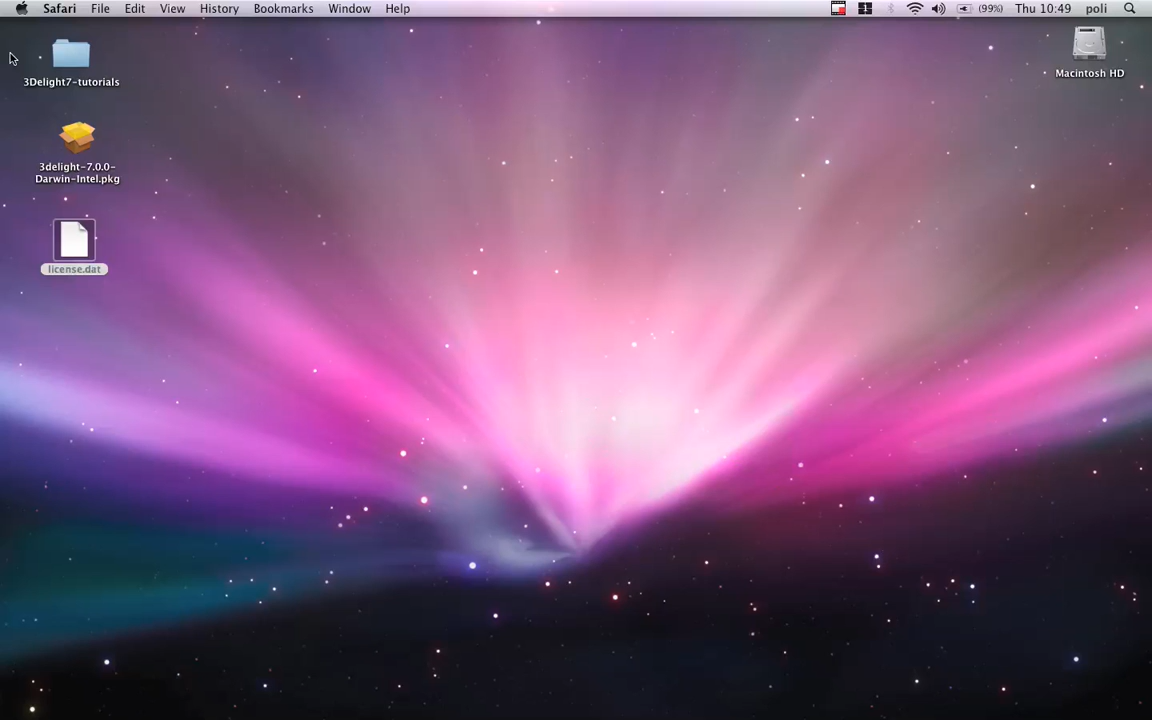 Safari File Edit View History Bookmarks Window Help (99%) Thu 10:49 poli
3Delight7-tutorials
Macintosh HD
3delight-7.0.0-
Darwin-Intel.pkg
license.dat